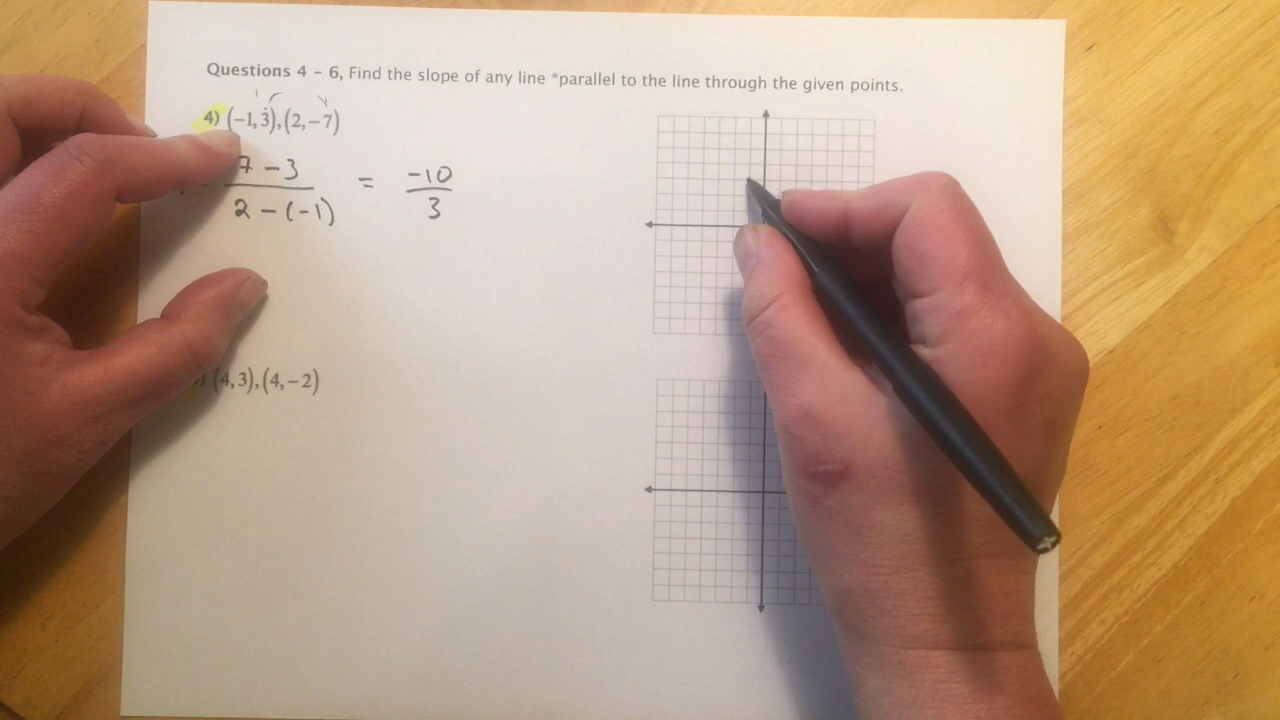 Questions 4 – 6, Find the slope of any line *parallel to the line through the given points.
4) (−1,3),(2,−7)
7 − 3
2 − (−1)
= -10
3
) (4,3),(4,−2)